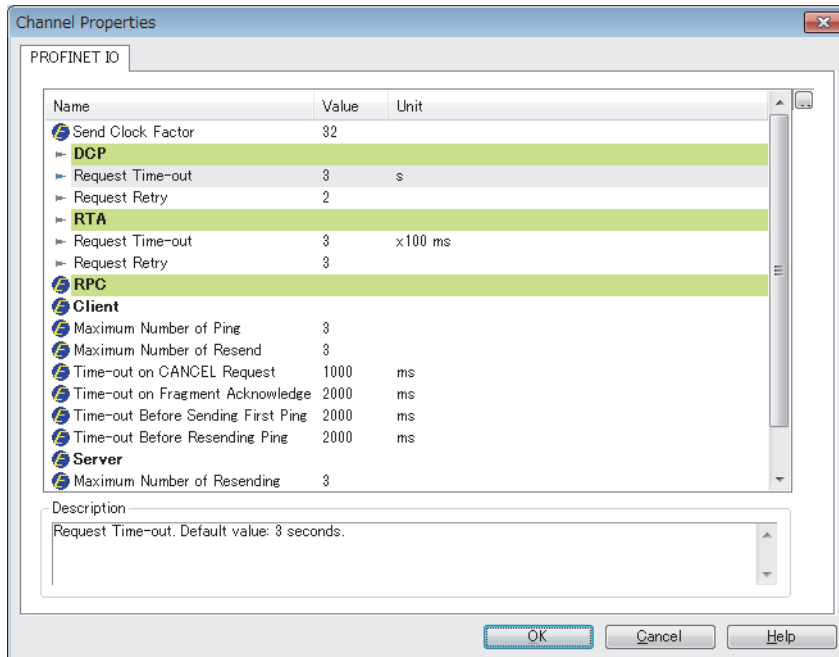 Channel Properties
PROFINET IO
Name Value Unit
Send Clock Factor 32
DCP
Request Time-out 3 s
Request Retry 2
RTA
Request Time-out 3 x100 ms
Request Retry 3
RPC
Client
Maximum Number of Ping 3
Maximum Number of Resend 3
Time-out on CANCEL Request 1000 ms
Time-out on Fragment Acknowledge 2000 ms
Time-out Before Sending First Ping 2000 ms
Time-out Before Resending Ping 2000 ms
Server
Maximum Number of Resending 3
Description
Request Time-out. Default value: 3 seconds.
OK Cancel Help